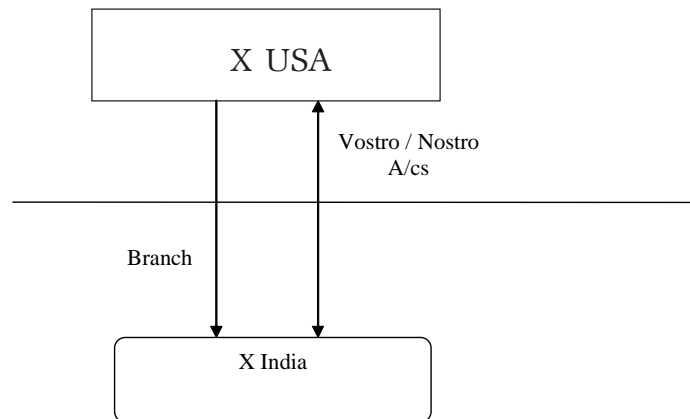 X USA
Vostro / Nostro
A/cs
Branch
X India